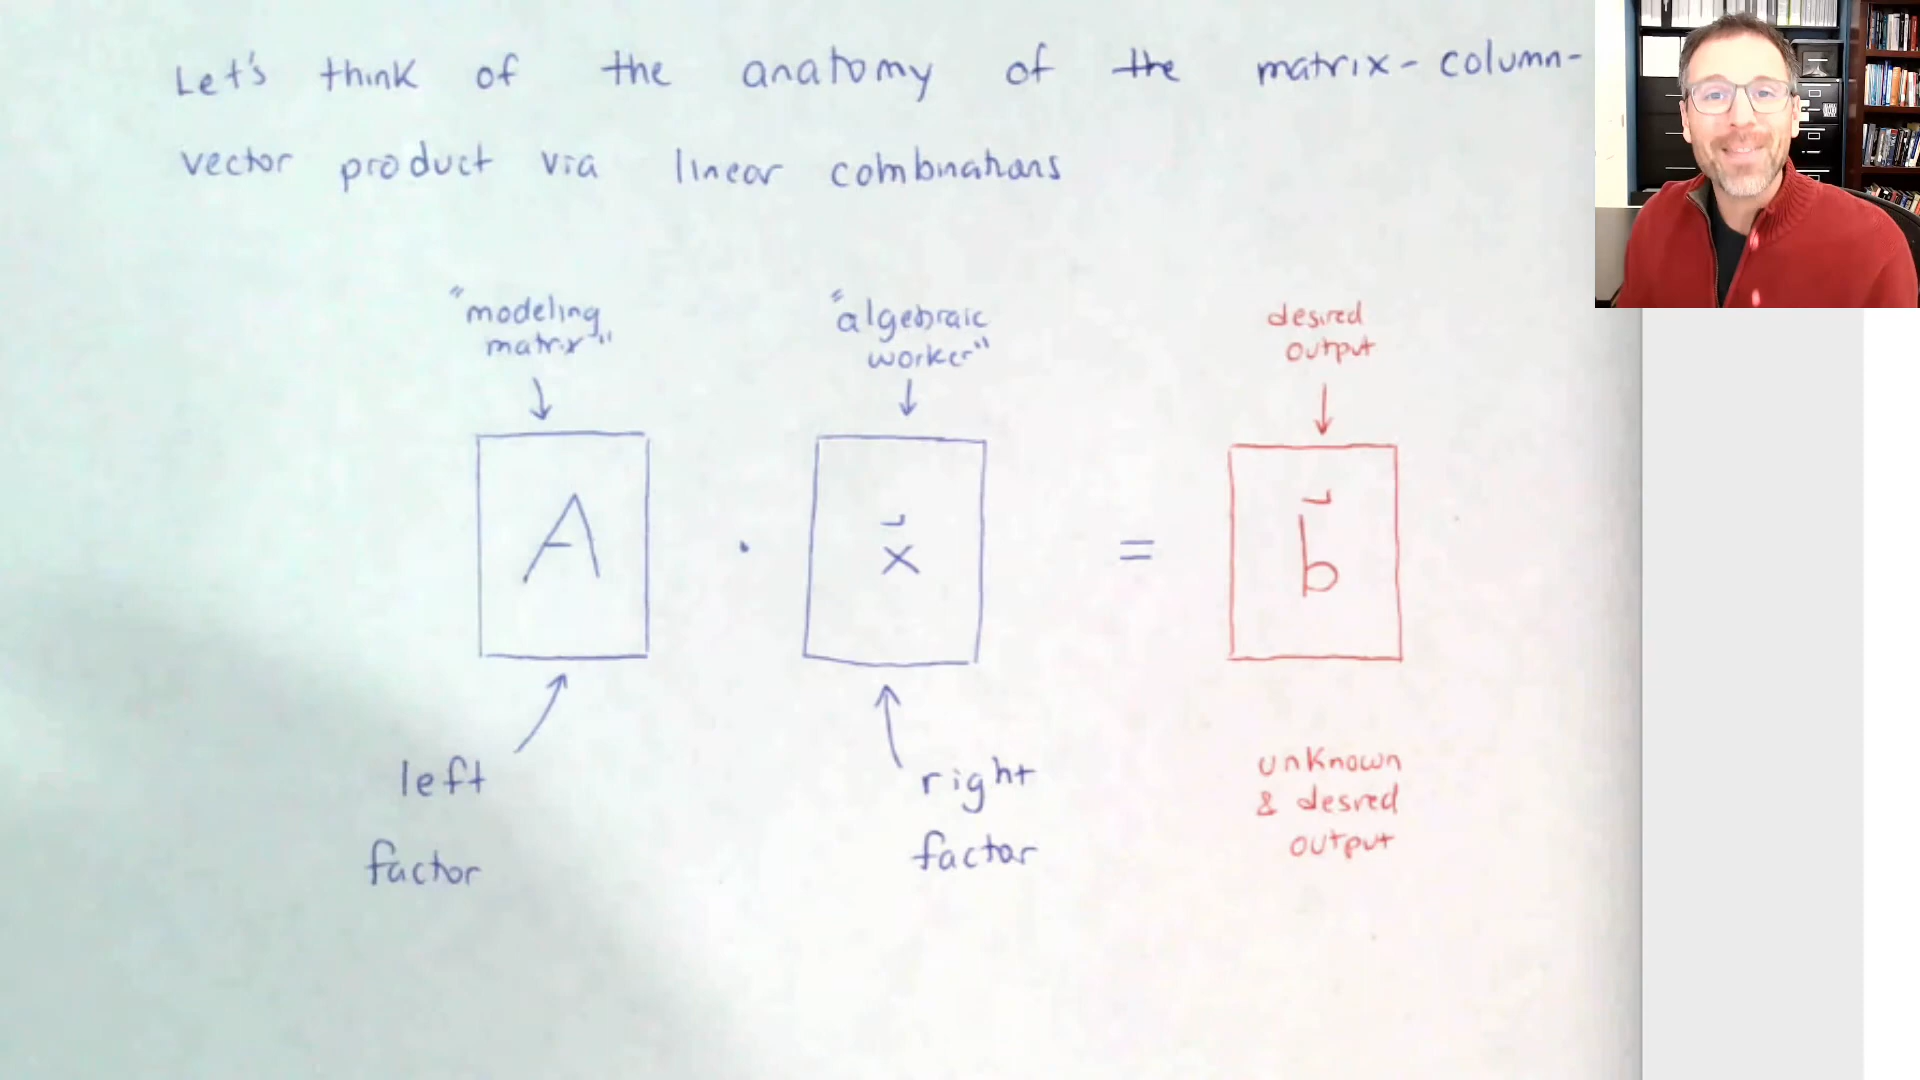 Let's think of the anatomy of the matrix-column-
vector product via linear combinations
"modeling
matrix"
"algebraic
worker"
desired
output
A
·
x⃗
=
b⃗
left
factor
right
factor
unknown
& desred
output